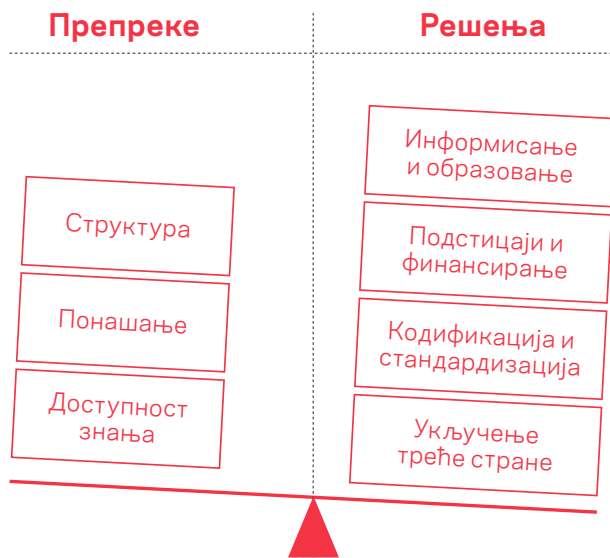 Препреке
Решења
Структура
Понашање
Доступност
знања
Информисање
и образовање
Подстицаји и
финансирање
Кодификација и
стандардизација
Укључење
треће стране